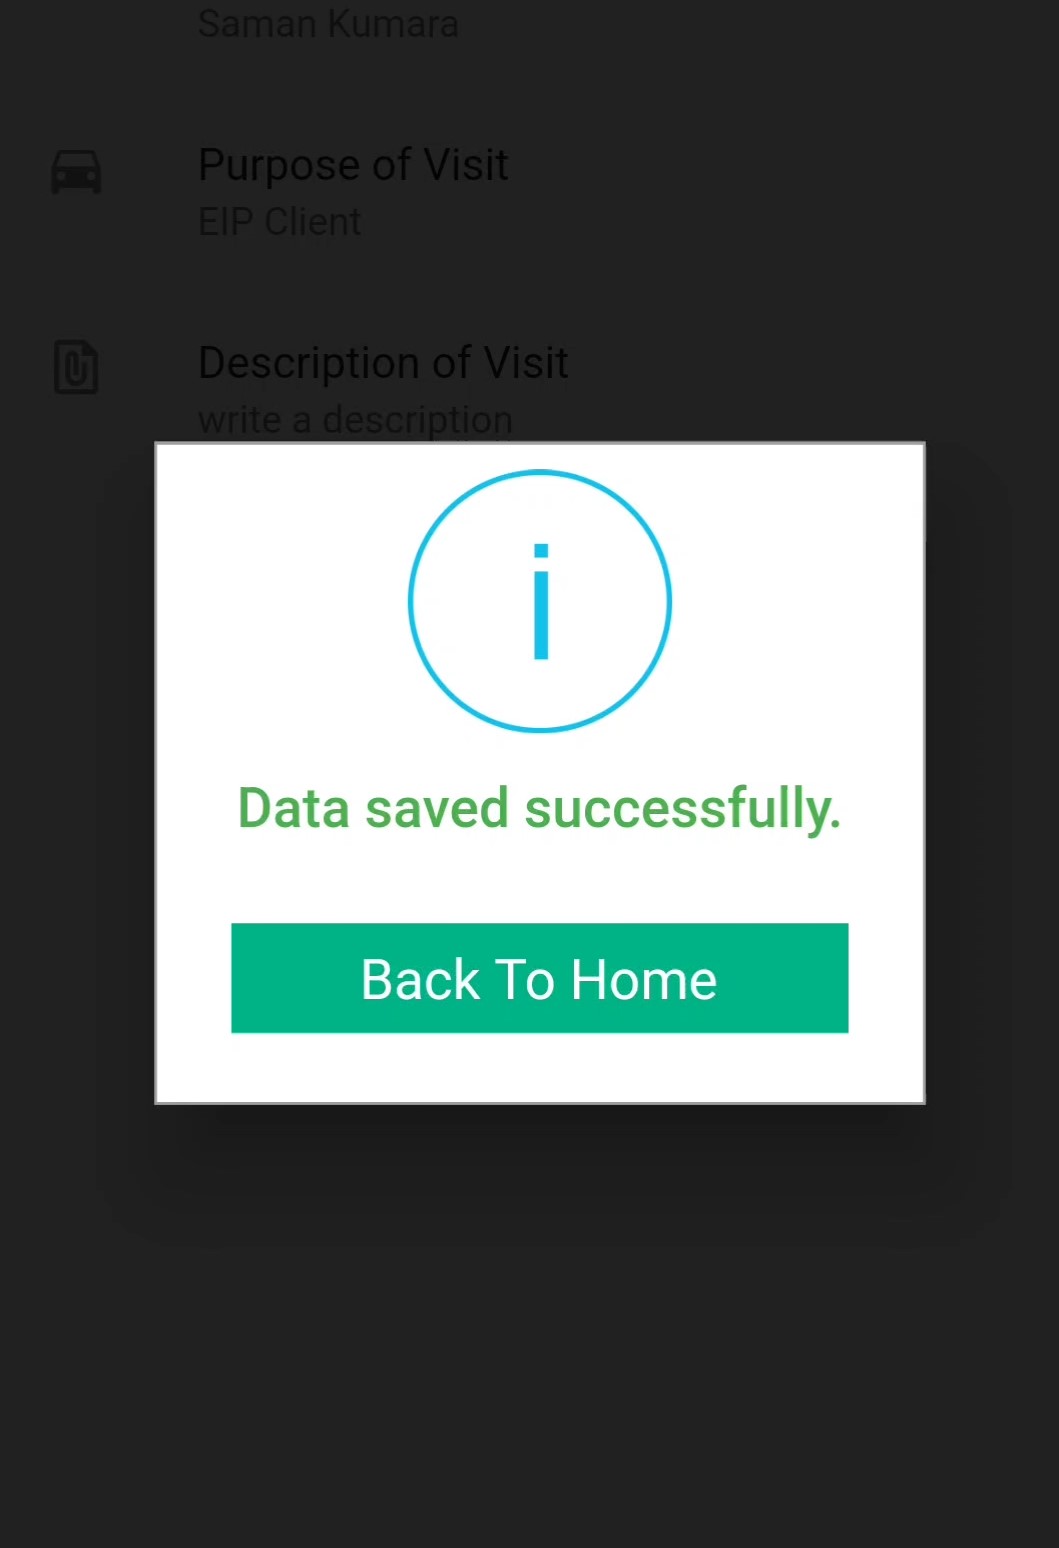 Saman Kumara
Purpose of Visit
EIP Client
Description of Visit
write a description
i
Data saved successfully.
Back To Home